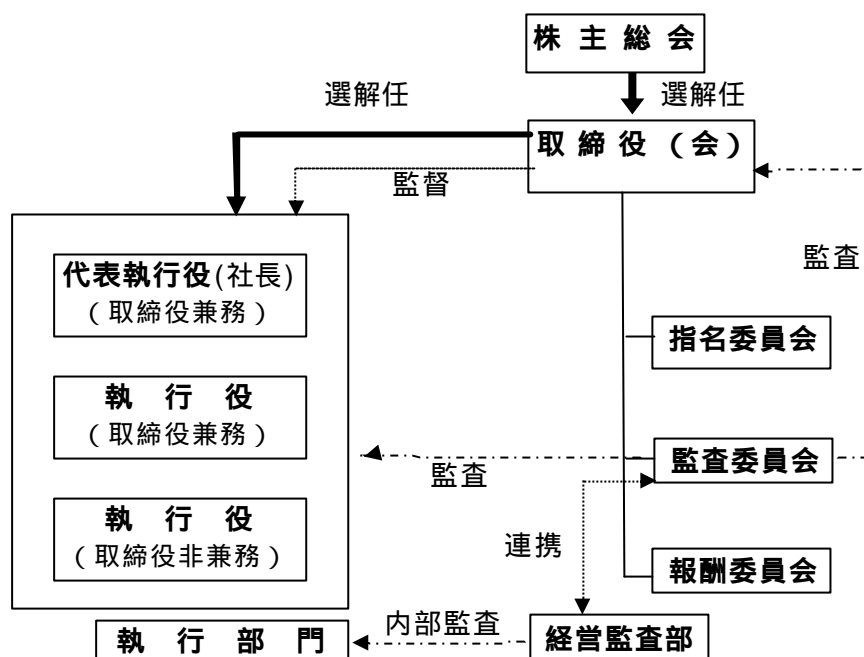 株 主 総 会
選解任
選解任
取 締 役 （ 会 ）
監督
監査
代表執行役(社長)
（ 取締役兼務 ）
指名委員会
執 行 役
（ 取締役兼務 ）
監査委員会
監査
執 行 役
（ 取締役非兼務 ）
連携
報酬委員会
内部監査
執 行 部 門
経営監査部